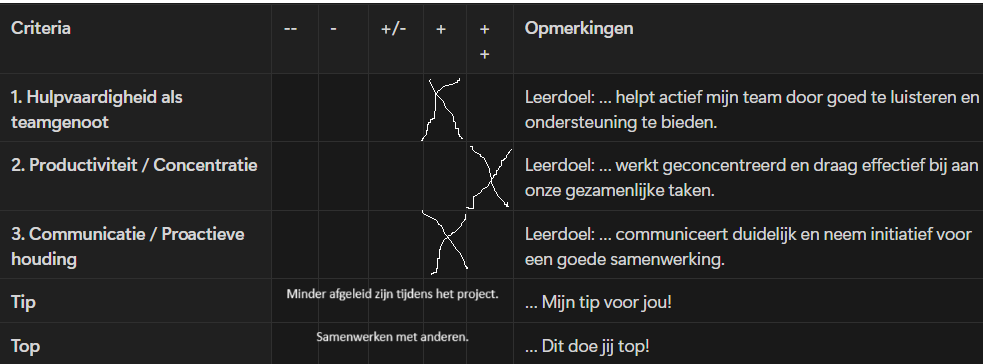 Criteria -- - +/- + + Opmerkingen
+
1. Hulpvaardigheid als Leerdoel: ... helpt actief mijn team door goed te luisteren en
teamgenoot ondersteuning te bieden.
2. Productiviteit / Concentratie Leerdoel: ... werkt geconcentreerd en draag effectief bij aan
onze gezamenlijke taken.
3. Communicatie / Proactieve Leerdoel: ... communiceert duidelijk en neem initiatief voor
houding een goede samenwerking.
Tip Minder afgeleid zijn tijdens het project. ... Mijn tip voor jou!
Top Samenwerken met anderen. ... Dit doe jij top!